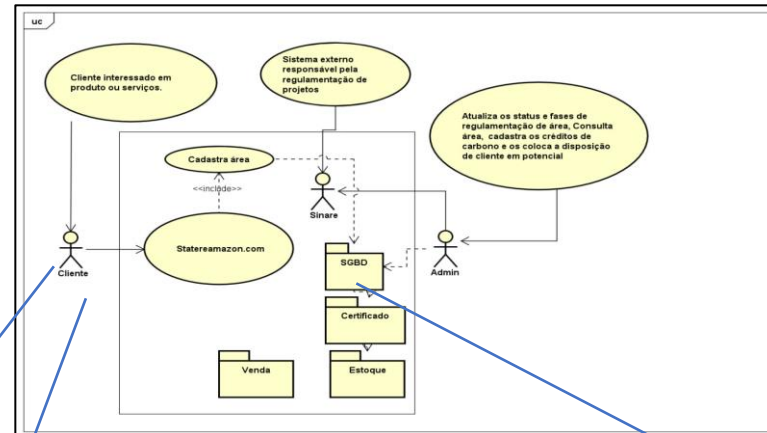 uc
Cliente interessado em
produto ou serviços.
Sistema externo
responsável pela
regulamentação de
projetos
Atualiza os status e fases de
regulamentação de área, Consulta
área, cadastra os créditos de
carbono e os coloca a disposição
de cliente em potencial
Cadastra área
<<include>>
Sinare
Statereamazon.com
Cliente
SGBD
Admin
Certificado
Venda
Estoque